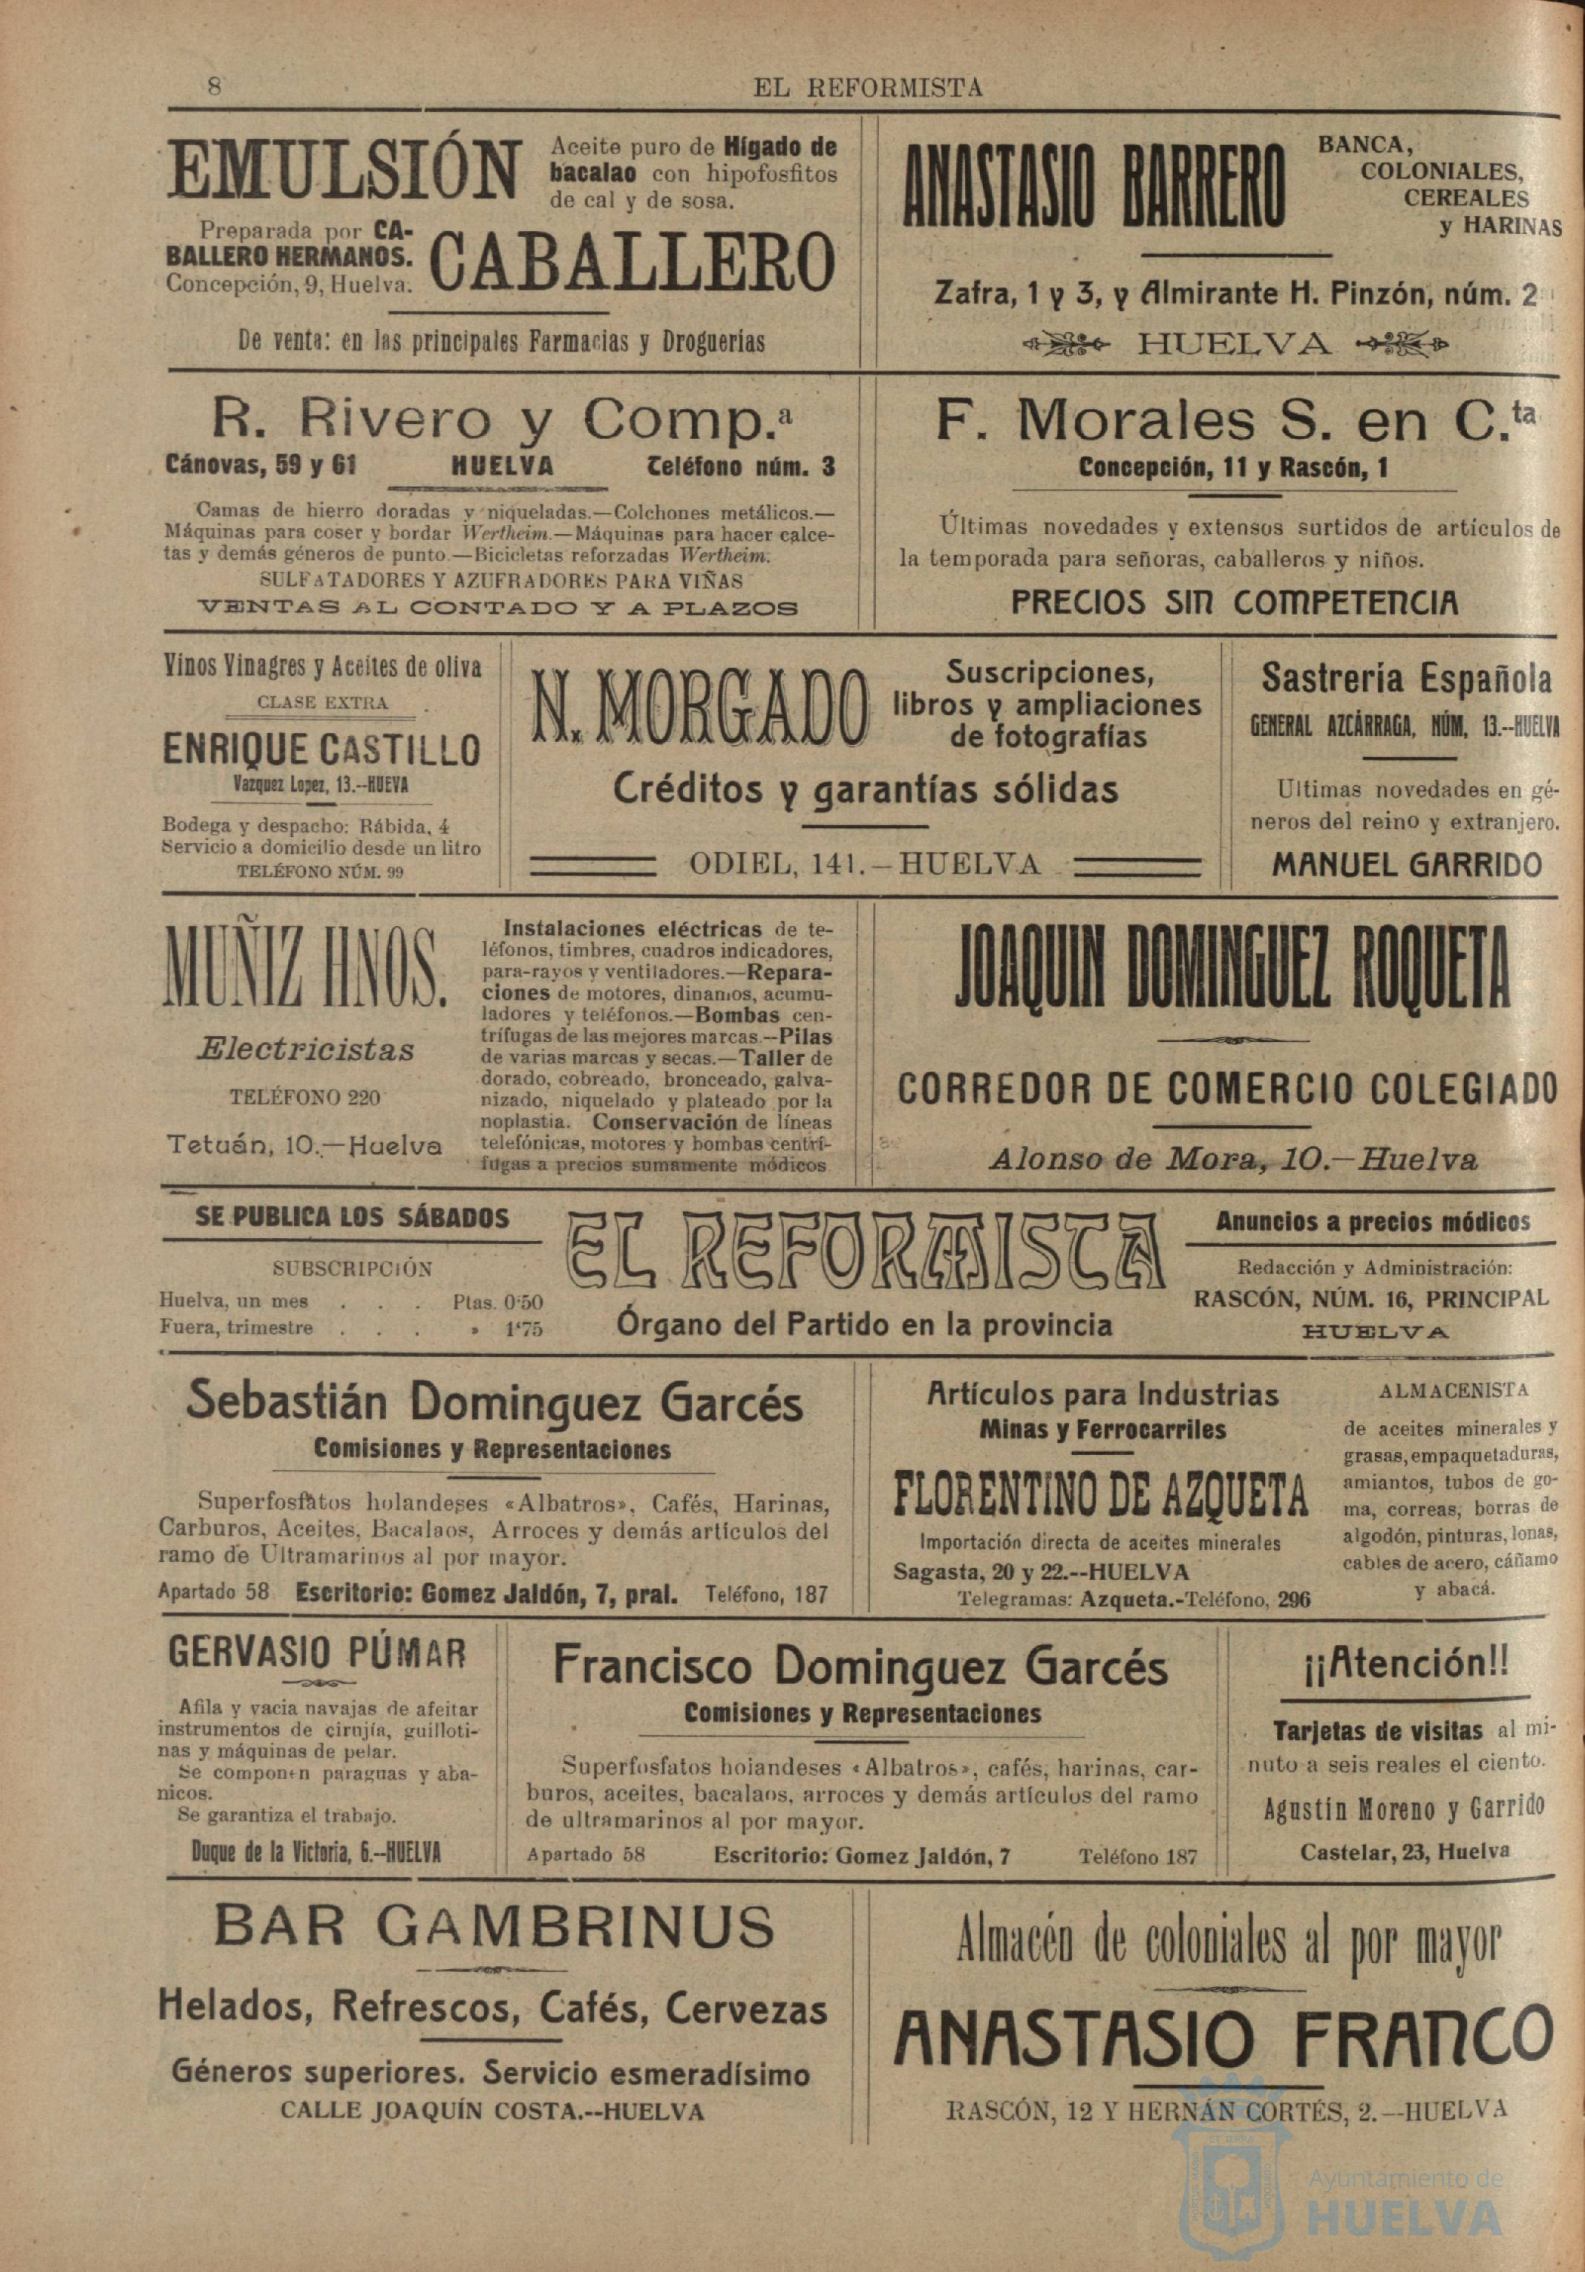 8
EL REFORMISTA
EMULSIÓN
Aceite puro de Hígado de
bacalao con hipofosfitos
de cal y de sosa.
Preparada por CA-
BALLERO HERMANOS.
Concepción, 9, Huelva.
CABALLERO
De venta: en las principales Farmacias y Droguerías
ANASTASIO BARRERO
BANCA,
COLONIALES,
CEREALES
y HARINAS
Zafra, 1 y 3, y Almirante H. Pinzón, núm. 2
HUELVA
R. Rivero y Comp.ª
Cánovas, 59 y 61 HUELVA Teléfono núm. 3
Camas de hierro doradas y niqueladas.—Colchones metálicos.—
Máquinas para coser y bordar Wertheim.—Máquinas para hacer calce-
tas y demás géneros de punto.—Bicicletas reforzadas Wertheim.
SULFATADORES Y AZUFRADORES PARA VIÑAS
VENTAS AL CONTADO Y A PLAZOS
F. Morales S. en C.ta
Concepción, 11 y Rascón, 1
Últimas novedades y extensos surtidos de artículos de
la temporada para señoras, caballeros y niños.
PRECIOS SIN COMPETENCIA
Vinos Vinagres y Aceites de oliva
CLASE EXTRA
ENRIQUE CASTILLO
Vazquez Lopez, 13.--HUEVA
Bodega y despacho: Rábida, 4
Servicio a domicilio desde un litro
TELÉFONO NÚM. 99
N. MORGADO
Suscripciones,
libros y ampliaciones
de fotografías
Créditos y garantías sólidas
ODIEL, 141.—HUELVA
Sastrería Española
GENERAL AZCÁRRAGA, NÚM, 13.--HUELVA
Ultimas novedades en gé-
neros del reino y extranjero.
MANUEL GARRIDO
MUÑIZ HNOS.
Electricistas
TELÉFONO 220
Tetuán, 10.—Huelva
Instalaciones eléctricas de te-
léfonos, timbres, cuadros indicadores,
para-rayos y ventiladores.—Repara-
ciones de motores, dinamos, acumu-
ladores y teléfonos.—Bombas cen-
trífugas de las mejores marcas.—Pilas
de varias marcas y secas.—Taller de
dorado, cobreado, bronceado, galva-
nizado, niquelado y plateado por la
noplastia. Conservación de líneas
telefónicas, motores y bombas centrí-
fugas a precios sumamente módicos
JOAQUIN DOMINGUEZ ROQUETA
CORREDOR DE COMERCIO COLEGIADO
Alonso de Mora, 10.—Huelva
SE PUBLICA LOS SÁBADOS
SUBSCRIPCIÓN
Huelva, un mes . . . Ptas. 0'50
Fuera, trimestre . . . » 1'75
EL REFORMISTA
Órgano del Partido en la provincia
Anuncios a precios módicos
Redacción y Administración:
RASCÓN, NÚM. 16, PRINCIPAL
HUELVA
Sebastián Dominguez Garcés
Comisiones y Representaciones
Superfosfatos holandeses «Albatros», Cafés, Harinas,
Carburos, Aceites, Bacalaos, Arroces y demás artículos del
ramo de Ultramarinos al por mayor.
Apartado 58 Escritorio: Gomez Jaldón, 7, pral. Teléfono, 187
Artículos para Industrias
Minas y Ferrocarriles
FLORENTINO DE AZQUETA
Importación directa de aceites minerales
Sagasta, 20 y 22.--HUELVA
Telegramas: Azqueta.-Teléfono, 296
ALMACENISTA
de aceites minerales y
grasas, empaquetaduras,
amiantos, tubos de go-
ma, correas, borras de
algodón, pinturas, lonas,
cables de acero, cáñamo
y abacá.
GERVASIO PÚMAR
Afila y vacia navajas de afeitar
instrumentos de cirujía, guilloti-
nas y máquinas de pelar.
Se componen paraguas y aba-
nicos.
Se garantiza el trabajo.
Duque de la Victoria, 6.--HUELVA
Francisco Dominguez Garcés
Comisiones y Representaciones
Superfosfatos holandeses «Albatros», cafés, harinas, car-
buros, aceites, bacalaos, arroces y demás artículos del ramo
de ultramarinos al por mayor.
Apartado 58 Escritorio: Gomez Jaldón, 7 Teléfono 187
¡¡Atención!!
Tarjetas de visitas al mi-
nuto a seis reales el ciento.
Agustín Moreno y Garrido
Castelar, 23, Huelva
BAR GAMBRINUS
Helados, Refrescos, Cafés, Cervezas
Géneros superiores. Servicio esmeradísimo
CALLE JOAQUÍN COSTA.--HUELVA
Almacén de coloniales al por mayor
ANASTASIO FRANCO
RASCÓN, 12 Y HERNÁN CORTÉS, 2.—HUELVA
Ayuntamiento de
HUELVA